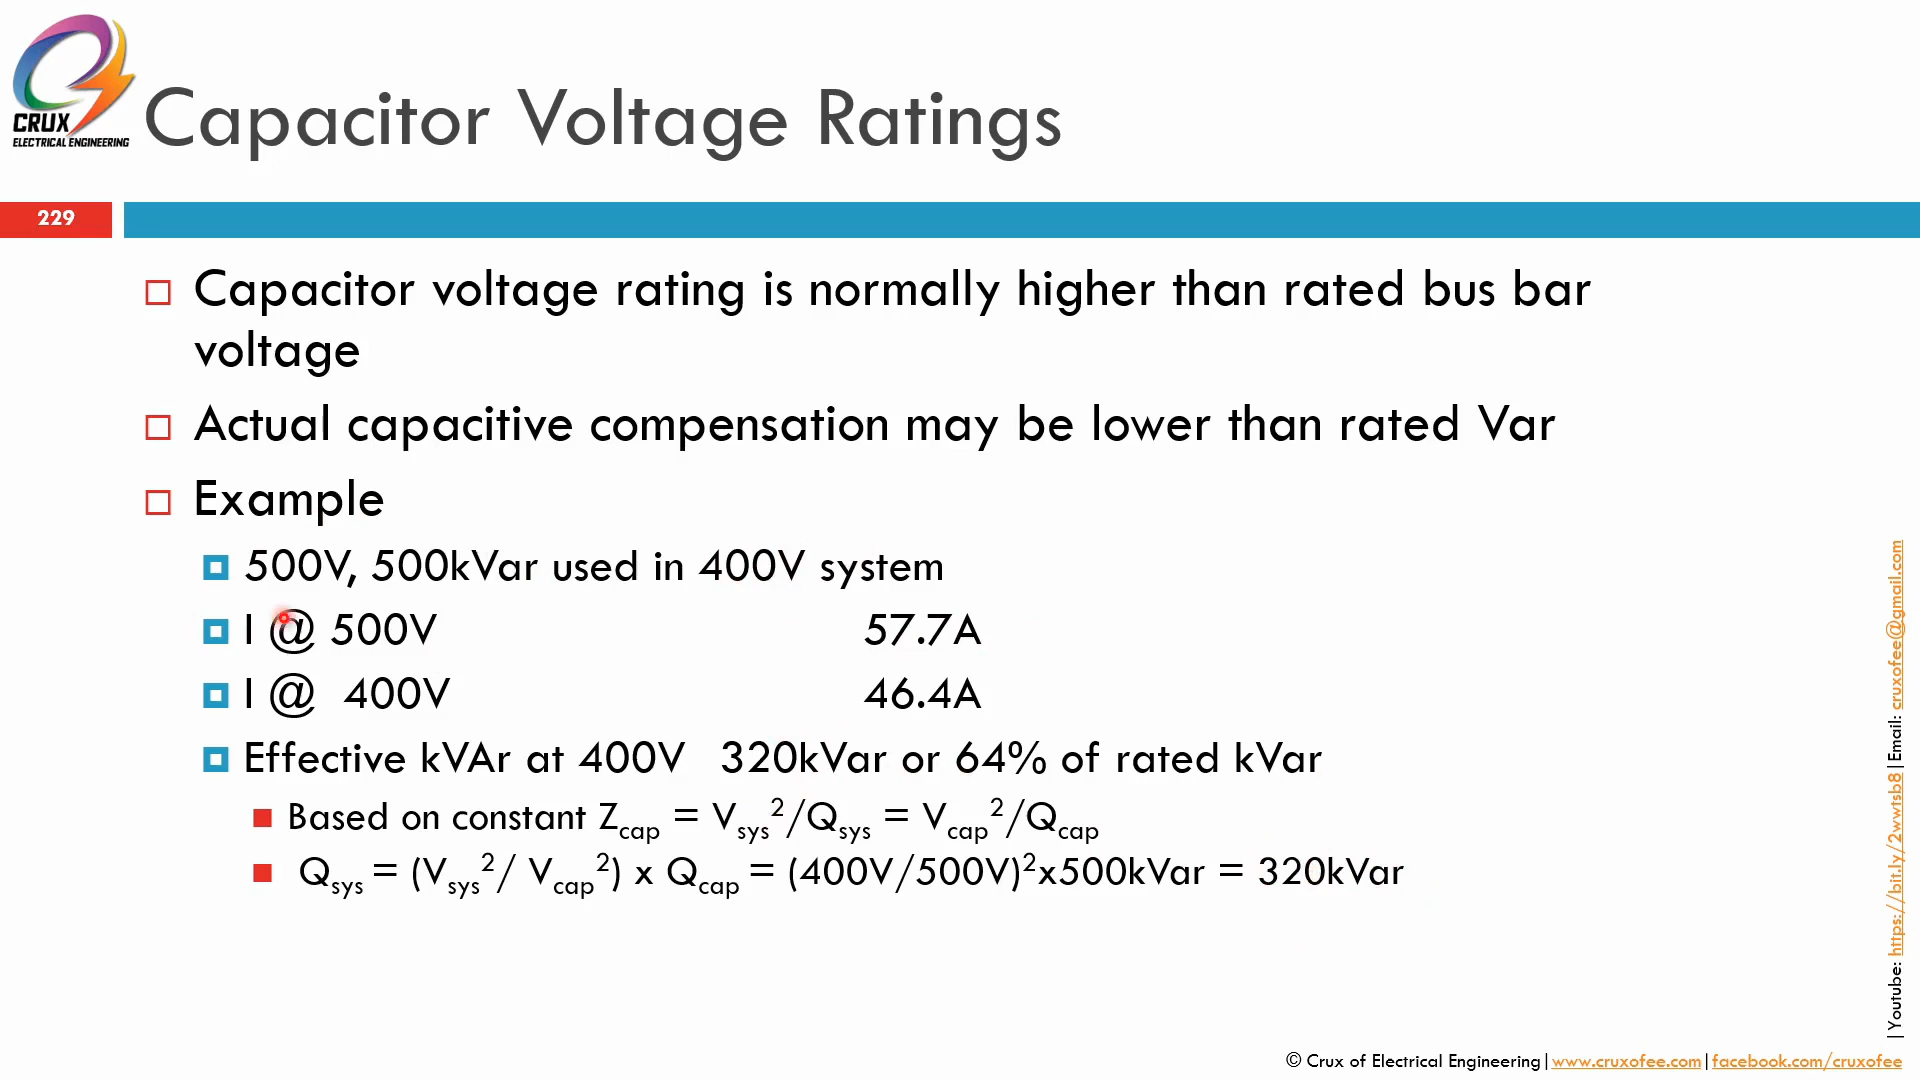 CRUX
ELECTRICAL ENGINEERING
Capacitor Voltage Ratings
229
Capacitor voltage rating is normally higher than rated bus bar
voltage
Actual capacitive compensation may be lower than rated Var
Example
500V, 500kVar used in 400V system
I @ 500V 57.7A
I @ 400V 46.4A
Effective kVAr at 400V 320kVar or 64% of rated kVar
Based on constant Zcap = Vsys²/Qsys = Vcap²/Qcap
Qsys = (Vsys²/ Vcap²) x Qcap = (400V/500V)²x500kVar = 320kVar
|Youtube: https://bit.ly/2wwtsb8|Email: cruxofee@gmail.com
© Crux of Electrical Engineering|www.cruxofee.com|facebook.com/cruxofee